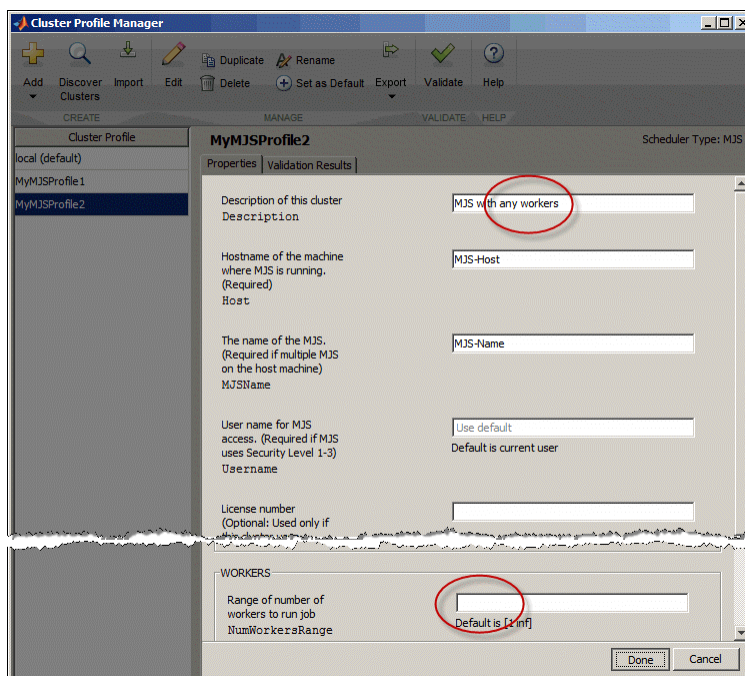 Cluster Profile Manager
Duplicate
Rename
Add
Discover
Clusters
Import
Edit
Delete
Set as Default
Export
Validate
Help
CREATE
MANAGE
VALIDATE
HELP
Cluster Profile
local (default)
MyMJSProfile1
MyMJSProfile2
MyMJSProfile2
Scheduler Type: MJS
Properties
Validation Results
Description of this cluster
Description
MJS with any workers
Hostname of the machine
where MJS is running.
(Required)
Host
MJS-Host
The name of the MJS.
(Required if multiple MJS
on the host machine)
MJSName
MJS-Name
User name for MJS
access. (Required if MJS
uses Security Level 1-3)
Username
Use default
Default is current user
License number
(Optional: Used only if
WORKERS
Range of number of
workers to run job
NumWorkersRange
Default is [1 inf]
Done
Cancel